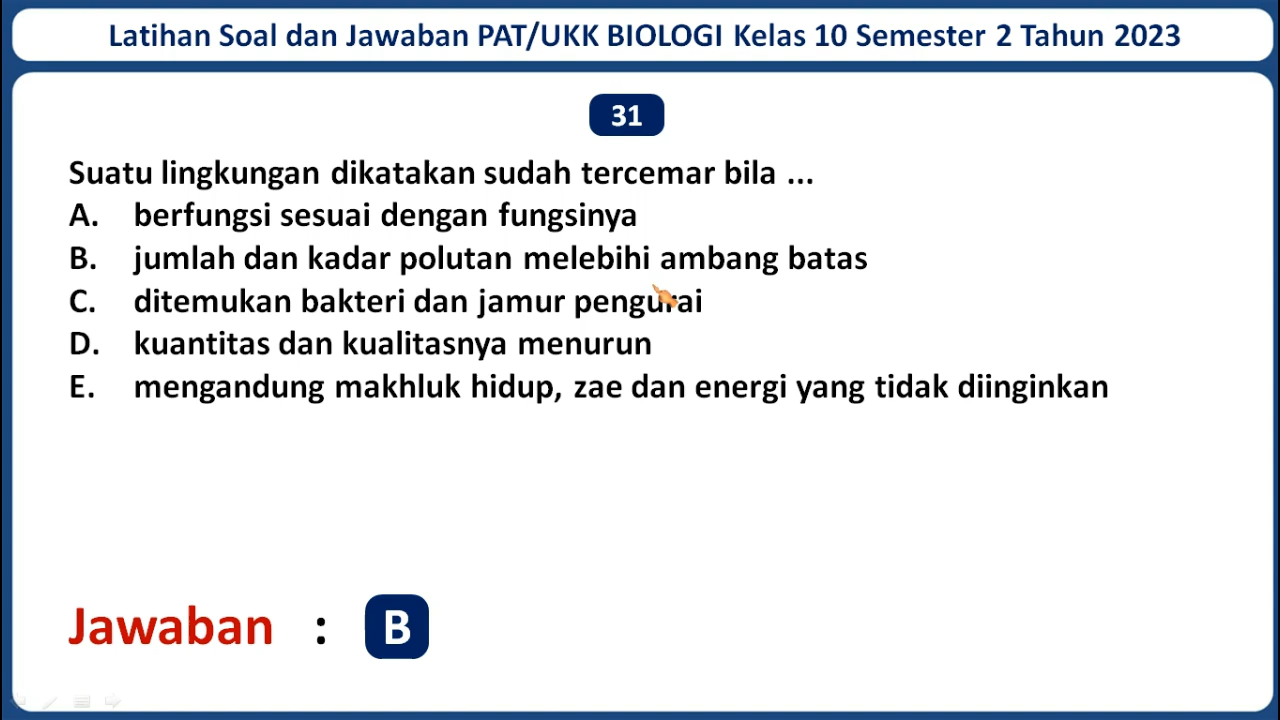 Latihan Soal dan Jawaban PAT/UKK BIOLOGI Kelas 10 Semester 2 Tahun 2023
31
Suatu lingkungan dikatakan sudah tercemar bila ...
A. berfungsi sesuai dengan fungsinya
B. jumlah dan kadar polutan melebihi ambang batas
C. ditemukan bakteri dan jamur pengurai
D. kuantitas dan kualitasnya menurun
E. mengandung makhluk hidup, zae dan energi yang tidak diinginkan
Jawaban : B